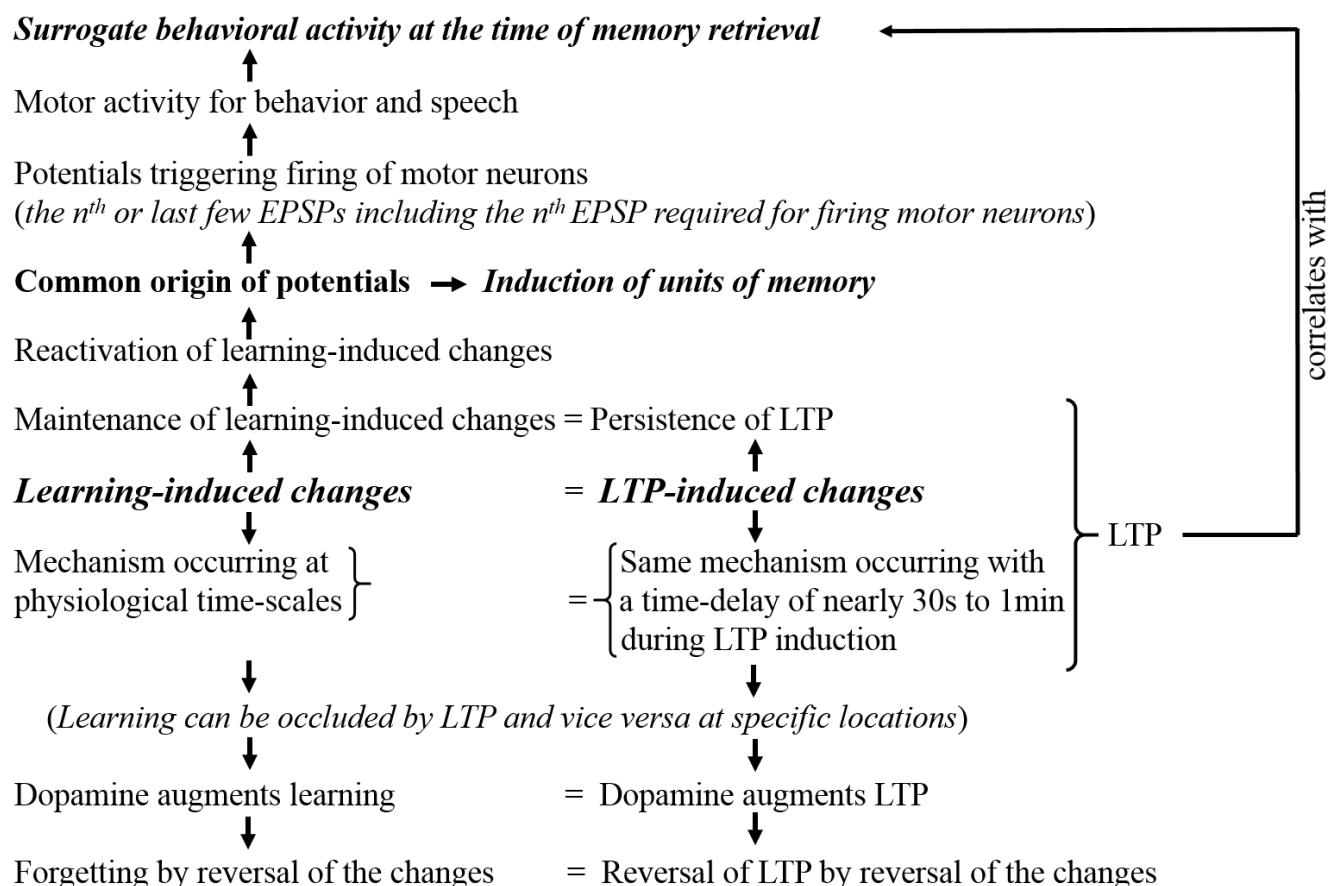 Surrogate behavioral activity at the time of memory retrieval
Motor activity for behavior and speech
Potentials triggering firing of motor neurons
(the nth or last few EPSPs including the nth EPSP required for firing motor neurons)
Common origin of potentials Induction of units of memory
Reactivation of learning-induced changes
Maintenance of learning-induced changes = Persistence of LTP
Learning-induced changes = LTP-induced changes
LTP
correlates with
Mechanism occurring at
physiological time-scales
=
Same mechanism occurring with
a time-delay of nearly 30s to 1min
during LTP induction
(Learning can be occluded by LTP and vice versa at specific locations)
Dopamine augments learning = Dopamine augments LTP
Forgetting by reversal of the changes = Reversal of LTP by reversal of the changes